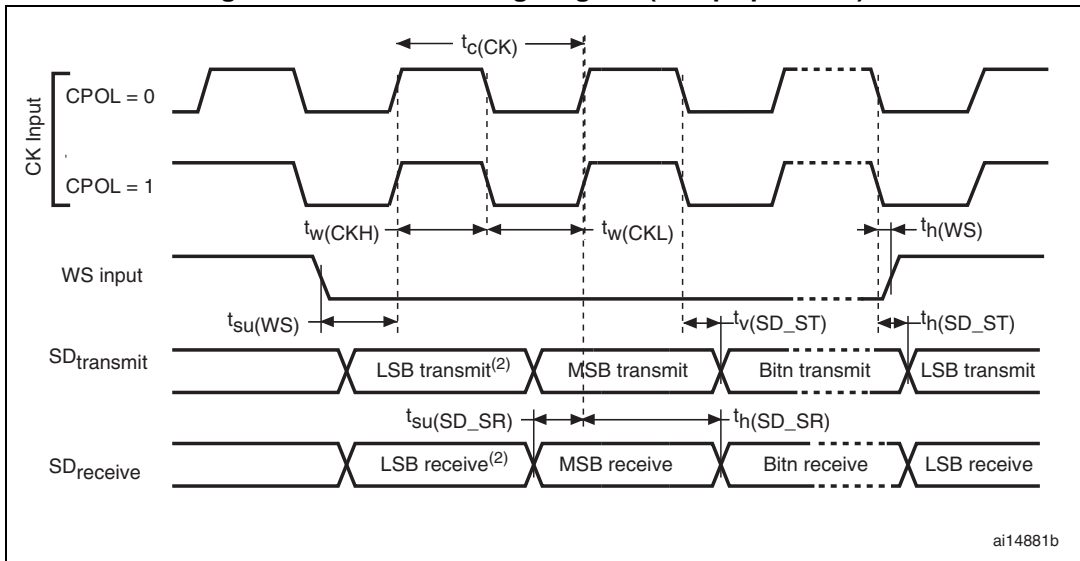 tc(CK)
CK Input
CPOL = 0
CPOL = 1
tw(CKH)
tw(CKL)
th(WS)
WS input
tsu(WS)
tv(SD_ST)
th(SD_ST)
SDtransmit
LSB transmit(2)
MSB transmit
Bitn transmit
LSB transmit
tsu(SD_SR)
th(SD_SR)
SDreceive
LSB receive(2)
MSB receive
Bitn receive
LSB receive
ai14881b